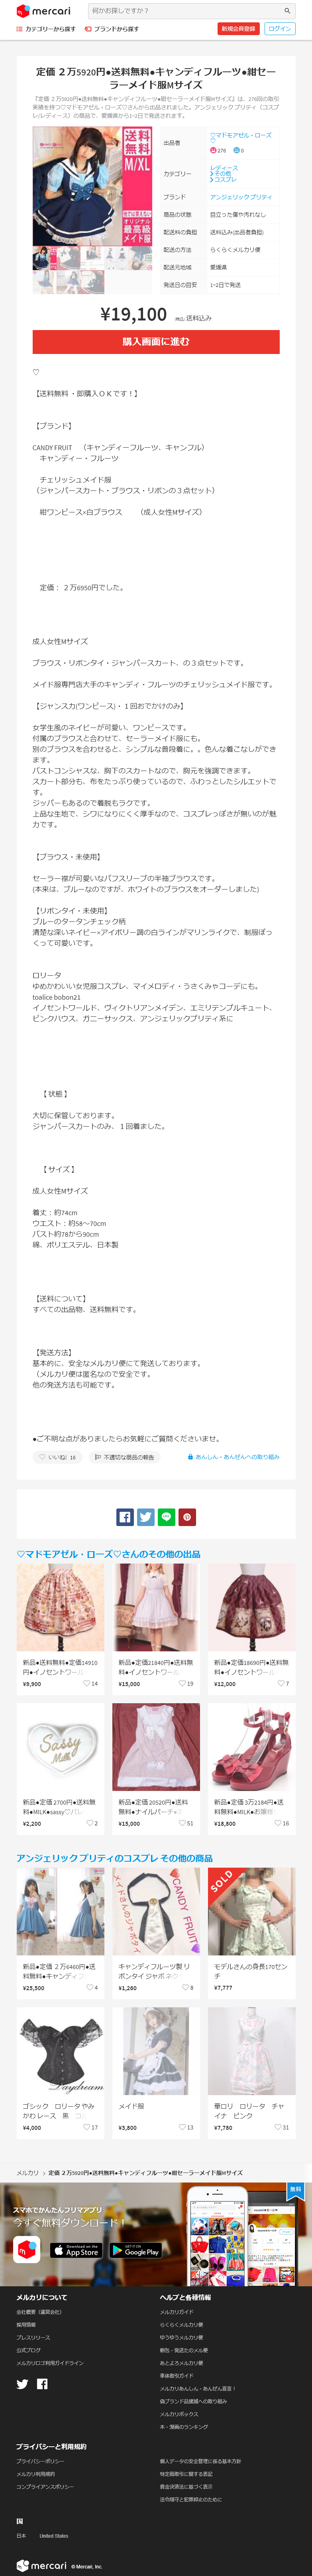 mercari
何かお探しですか？
カテゴリーから探す
ブランドから探す
新規会員登録
ログイン
定価 ２万5920円●送料無料●キャンディフルーツ●紺セーラーメイド服Mサイズ
『定価 ２万5920円●送料無料●キャンディフルーツ●紺セーラーメイド服Mサイズ』は、276回の取引実績を持つ♡マドモアゼル・ローズ♡さんから出品されました。アンジェリックプリティ（コスプレ/レディース）の商品で、愛媛県から1~2日で発送されます。
送料無料
M/XL
オリジナル
最高級
メイド服
出品者
♡マドモアゼル・ローズ♡
276
0
カテゴリー
レディース
その他
コスプレ
ブランド
アンジェリックプリティ
商品の状態
目立った傷や汚れなし
配送料の負担
送料込み(出品者負担)
配送の方法
らくらくメルカリ便
配送元地域
愛媛県
発送日の目安
1~2日で発送
¥19,100
(税込) 送料込み
購入画面に進む
♡
【送料無料・即購入ＯＫです！】
【ブランド】
CANDY FRUIT （キャンディーフルーツ、キャンフル）
キャンディー・フルーツ
チェリッシュメイド服
（ジャンパースカート・ブラウス・リボンの３点セット）
紺ワンピース×白ブラウス　（成人女性Mサイズ）
定価： ２万6950円でした。
成人女性Mサイズ
ブラウス・リボンタイ・ジャンパースカート、の３点セットです。
メイド服専門店大手のキャンディ・フルーツのチェリッシュメイド服です。
【ジャンスカ(ワンピース)・１回おでかけのみ】
女学生風のネイビーが可愛い、ワンピースです。
付属のブラウスと合わせて、セーラーメイド服にも。
別のブラウスを合わせると、シンプルな普段着に。。色んな着こなしができます。
バストコンシャスな、胸下のスカートなので、胸元を強調できます。
スカート部分も、布をたっぷり使っているので、ふわっとしたシルエットです。
ジッパーもあるので着脱もラクです。
上品な生地で、シワになりにくく厚手なので、コスプレっぽさが無いのが魅力です。
【ブラウス・未使用】
セーラー襟が可愛いなパフスリーブの半袖ブラウスです。
(本来は、ブルーなのですが、ホワイトのブラウスをオーダーしました)
【リボンタイ・未使用】
ブルーのタータンチェック柄
清楚な深いネイビー×アイボリー調の白ラインがマリンライクで、制服ぽっくって可愛いです。
ロリータ
ゆめかわいい女児服コスプレ、マイメロディ・うさくみゃコーデにも。
toalice bobon21
イノセントワールド、ヴィクトリアンメイデン、エミリテンプルキュート、ピンクハウス、ガニーサックス、アンジェリックプリティ系に
【 状態 】
大切に保管しております。
ジャンパースカートのみ、１回着ました。
【 サイズ 】
成人女性Mサイズ
着丈：約74cm
ウエスト：約58〜70cm
バスト約78から90cm
綿、ポリエステル、日本製
【送料について】
すべての出品物、送料無料です。
【発送方法】
基本的に、安全なメルカリ便にて発送しております。
（メルカリ便は匿名なので安全です。
他の発送方法も可能です。
●ご不明な点がありましたらお気軽にご質問くださいませ。
いいね! 16
不適切な商品の報告
あんしん・あんぜんへの取り組み
♡マドモアゼル・ローズ♡さんのその他の出品
新品●送料無料●定価14910円●イノセントワール
¥9,900
14
新品●定価21840円●送料無料●イノセントワール
¥15,000
19
新品●定価18690円●送料無料●イノセントワール
¥12,000
7
Sassy Milk
新品●定価 2700円●送料無料●MILK●sassy♡バレ
¥2,200
2
新品●定価 20520円●送料無料●ナイルパーチ●
¥15,000
51
新品●定価 3万2184円●送料無料●MILK●お嬢様
¥18,800
16
アンジェリックプリティのコスプレ その他の商品
新品●定価 ２万6460円●送料無料●キャンディフ
¥25,500
4
メイドさんのジャボタイ
CANDY FRUIT
キャンディフルーツ製 リボンタイ ジャボ ネク
¥1,260
8
SOLD
モデルさんの身長170センチ
¥7,777
Daydream
ゴシック　ロリータ やみかわ レース　黒　コ
¥4,000
17
メイド服
¥3,800
13
華ロリ　ロリータ　チャイナ　ピンク
¥7,780
31
メルカリ
定価 ２万5920円●送料無料●キャンディフルーツ●紺セーラーメイド服Mサイズ
無料
スマホでかんたんフリマアプリ
今すぐ無料ダウンロード！
App Store
Google Play
メルカリについて
会社概要（運営会社）
採用情報
プレスリリース
公式ブログ
メルカリロゴ利用ガイドライン
ヘルプと各種情報
メルカリガイド
らくらくメルカリ便
ゆうゆうメルカリ便
梱包・発送たのメル便
あとよろメルカリ便
車体取引ガイド
メルカリあんしん・あんぜん宣言！
偽ブランド品撲滅への取り組み
メルカリボックス
本・漫画のランキング
プライバシーと利用規約
プライバシーポリシー
メルカリ利用規約
コンプライアンスポリシー
個人データの安全管理に係る基本方針
特定商取引に関する表記
資金決済法に基づく表示
法令順守と犯罪抑止のために
国
日本
United States
mercari
© Mercari, Inc.